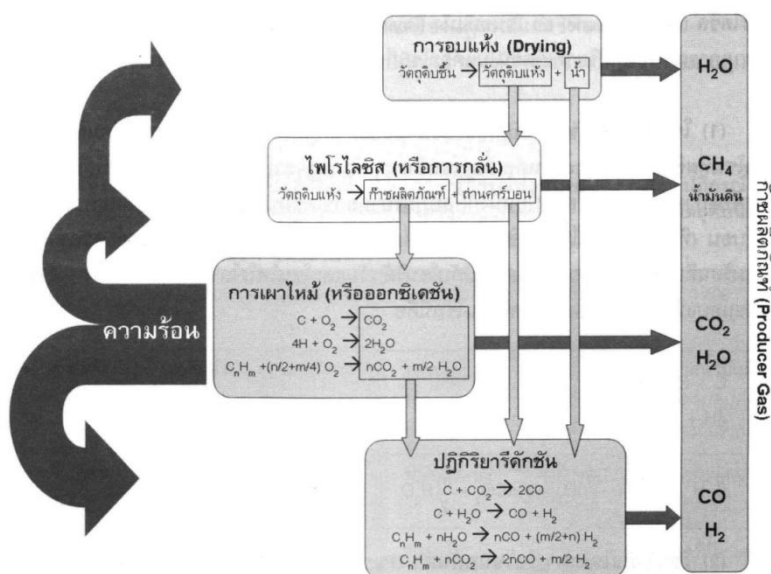 การอบแห้ง (Drying)
วัตถุดิบชื้น → วัตถุดิบแห้ง + น้ำ
H₂O
ไพโรไลซิส (หรือการกลั่น)
วัตถุดิบแห้ง → ก๊าซผลิตภัณฑ์ + ถ่านคาร์บอน
CH₄
น้ำมันดิน
การเผาไหม้ (หรือออกซิเดชัน)
C + O₂ → CO₂
4H + O₂ → 2H₂O
CₙHₘ +(n/2+m/4) O₂ → nCO₂ + m/2 H₂O
ความร้อน
CO₂
H₂O
ปฏิกิริยารีดักชัน
C + CO₂ → 2CO
C + H₂O → CO + H₂
CₙHₘ + nH₂O → nCO + (m/2+n) H₂
CₙHₘ + nCO₂ → 2nCO + m/2 H₂
CO
H₂
ก๊าซผลิตภัณฑ์ (Producer Gas)